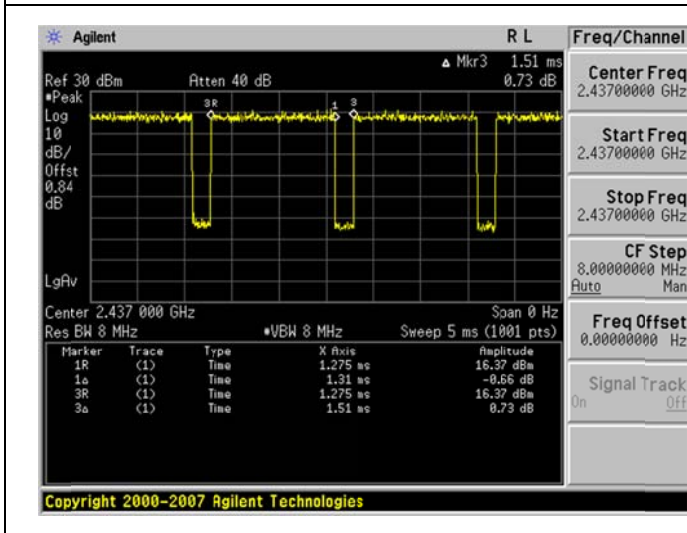 Agilent R L
Freq/Channel
Δ Mkr3 1.51 ms
Ref 30 dBm Atten 40 dB 0.73 dB
#Peak
Log
10
dB/
Offst
0.84
dB
3R 1 3
LgAv
Center 2.437 000 GHz Span 0 Hz
Res BW 8 MHz #VBW 8 MHz Sweep 5 ms (1001 pts)
Marker Trace Type X Axis Amplitude
1R (1) Time 1.275 ms 16.37 dBm
1Δ (1) Time 1.31 ms -0.66 dB
3R (1) Time 1.275 ms 16.37 dBm
3Δ (1) Time 1.51 ms 0.73 dB
Center Freq
2.43700000 GHz
Start Freq
2.43700000 GHz
Stop Freq
2.43700000 GHz
CF Step
8.00000000 MHz
Auto Man
Freq Offset
0.00000000 Hz
Signal Track
On Off
Copyright 2000-2007 Agilent Technologies